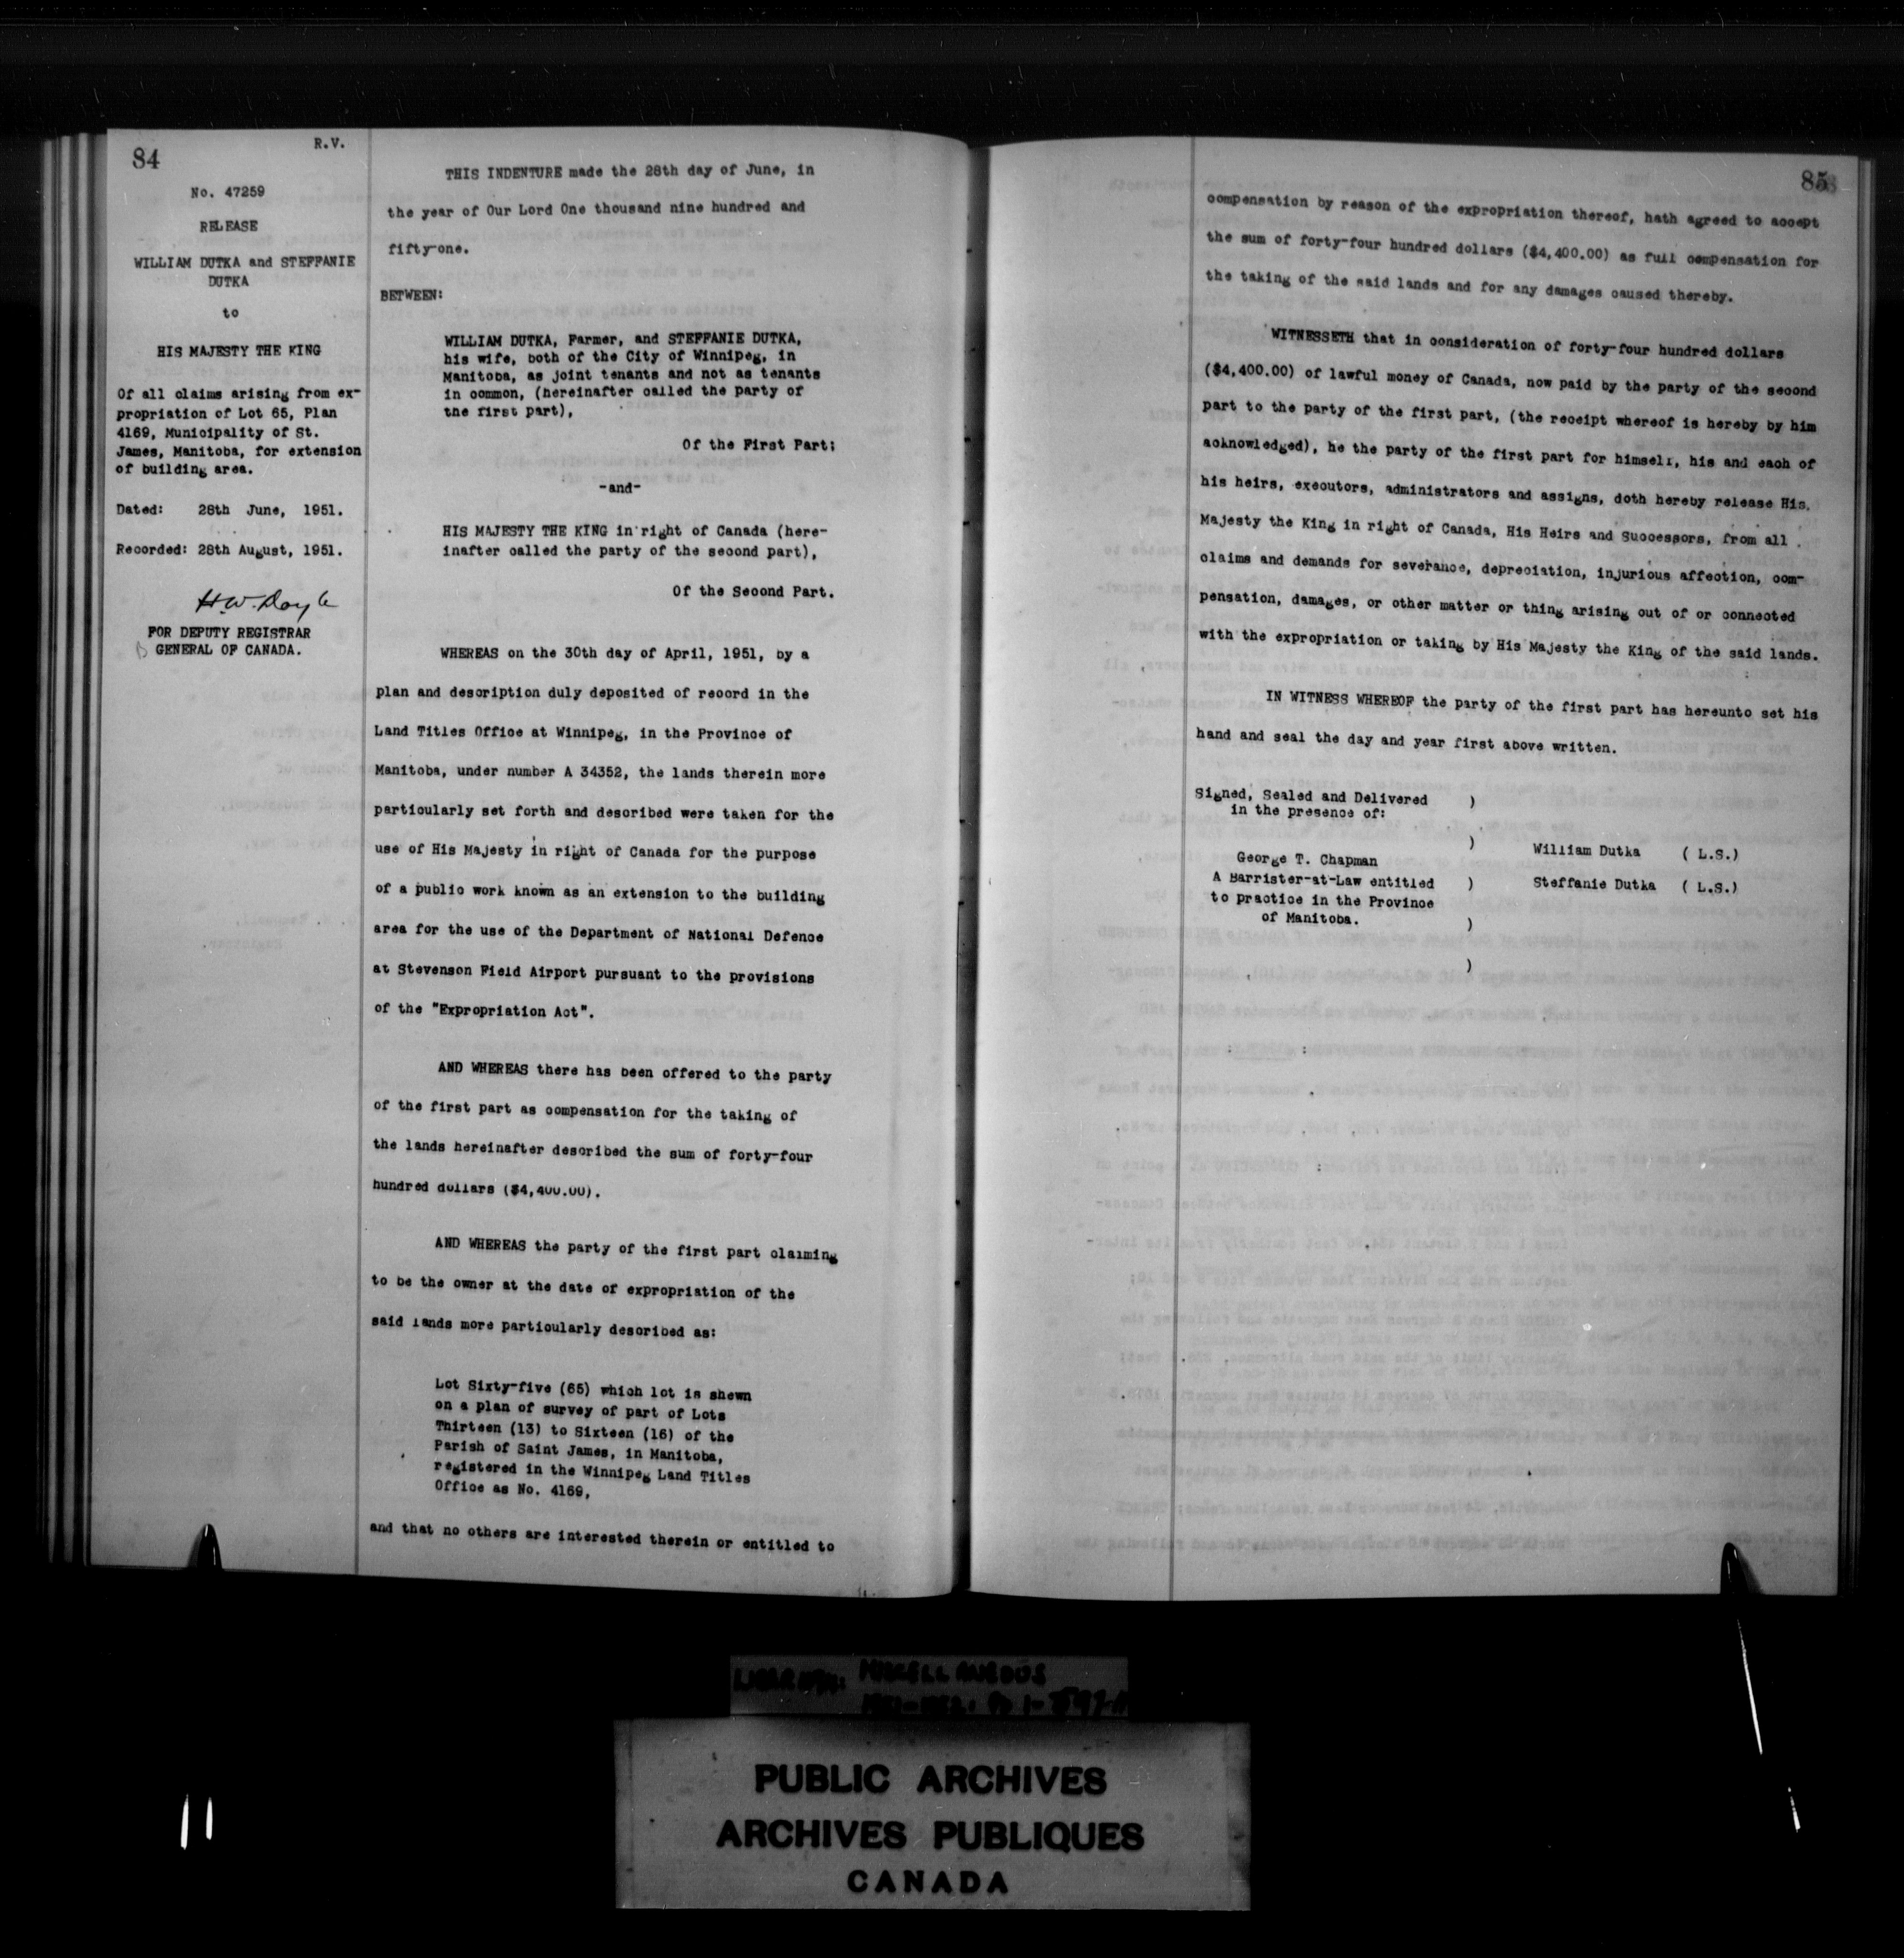 84
R.V.
No. 47259
RELEASE
WILLIAM DUTKA and STEFFANIE
DUTKA
to
HIS MAJESTY THE KING
Of all claims arising from ex-
propriation of Lot 65, Plan
4169, Municipality of St.
James, Manitoba, for extension
of building area.
Dated: 28th June, 1951.
Recorded: 28th August, 1951.
H.W. Doyle
FOR DEPUTY REGISTRAR
GENERAL OF CANADA.
THIS INDENTURE made the 28th day of June, in
the year of Our Lord One thousand nine hundred and
fifty-one.
BETWEEN:
WILLIAM DUTKA, Farmer, and STEFFANIE DUTKA,
his wife, both of the City of Winnipeg, in
Manitoba, as joint tenants and not as tenants
in common, (hereinafter called the party of
the first part),
Of the First Part;
-and-
HIS MAJESTY THE KING in right of Canada (here-
inafter called the party of the second part),
Of the Second Part.
WHEREAS on the 30th day of April, 1951, by a
plan and description duly deposited of record in the
Land Titles Office at Winnipeg, in the Province of
Manitoba, under number A 34352, the lands therein more
particularly set forth and described were taken for the
use of His Majesty in right of Canada for the purpose
of a public work known as an extension to the building
area for the use of the Department of National Defence
at Stevenson Field Airport pursuant to the provisions
of the "Expropriation Act".
AND WHEREAS there has been offered to the party
of the first part as compensation for the taking of
the lands hereinafter described the sum of forty-four
hundred dollars ($4,400.00).
AND WHEREAS the party of the first part claiming
to be the owner at the date of expropriation of the
said lands more particularly described as:
Lot Sixty-five (65) which lot is shewn
on a plan of survey of part of Lots
Thirteen (13) to Sixteen (16) of the
Parish of Saint James, in Manitoba,
registered in the Winnipeg Land Titles
Office as No. 4169,
and that no others are interested therein or entitled to
85
compensation by reason of the expropriation thereof, hath agreed to accept
the sum of forty-four hundred dollars ($4,400.00) as full compensation for
the taking of the said lands and for any damages caused thereby.
WITNESSETH that in consideration of forty-four hundred dollars
($4,400.00) of lawful money of Canada, now paid by the party of the second
part to the party of the first part, (the receipt whereof is hereby by him
acknowledged), he the party of the first part for himself, his and each of
his heirs, executors, administrators and assigns, doth hereby release His
Majesty the King in right of Canada, His Heirs and Successors, from all
claims and demands for severance, depreciation, injurious affection, com-
pensation, damages, or other matter or thing arising out of or connected
with the expropriation or taking by His Majesty the King of the said lands.
IN WITNESS WHEREOF the party of the first part has hereunto set his
hand and seal the day and year first above written.
Signed, Sealed and Delivered )
in the presence of:
)
William Dutka ( L.S.)
George T. Chapman
A Barrister-at-Law entitled ) Steffanie Dutka ( L.S.)
to practice in the Province
of Manitoba. )
)
MISCELLANEOUS
PUBLIC ARCHIVES
ARCHIVES PUBLIQUES
CANADA